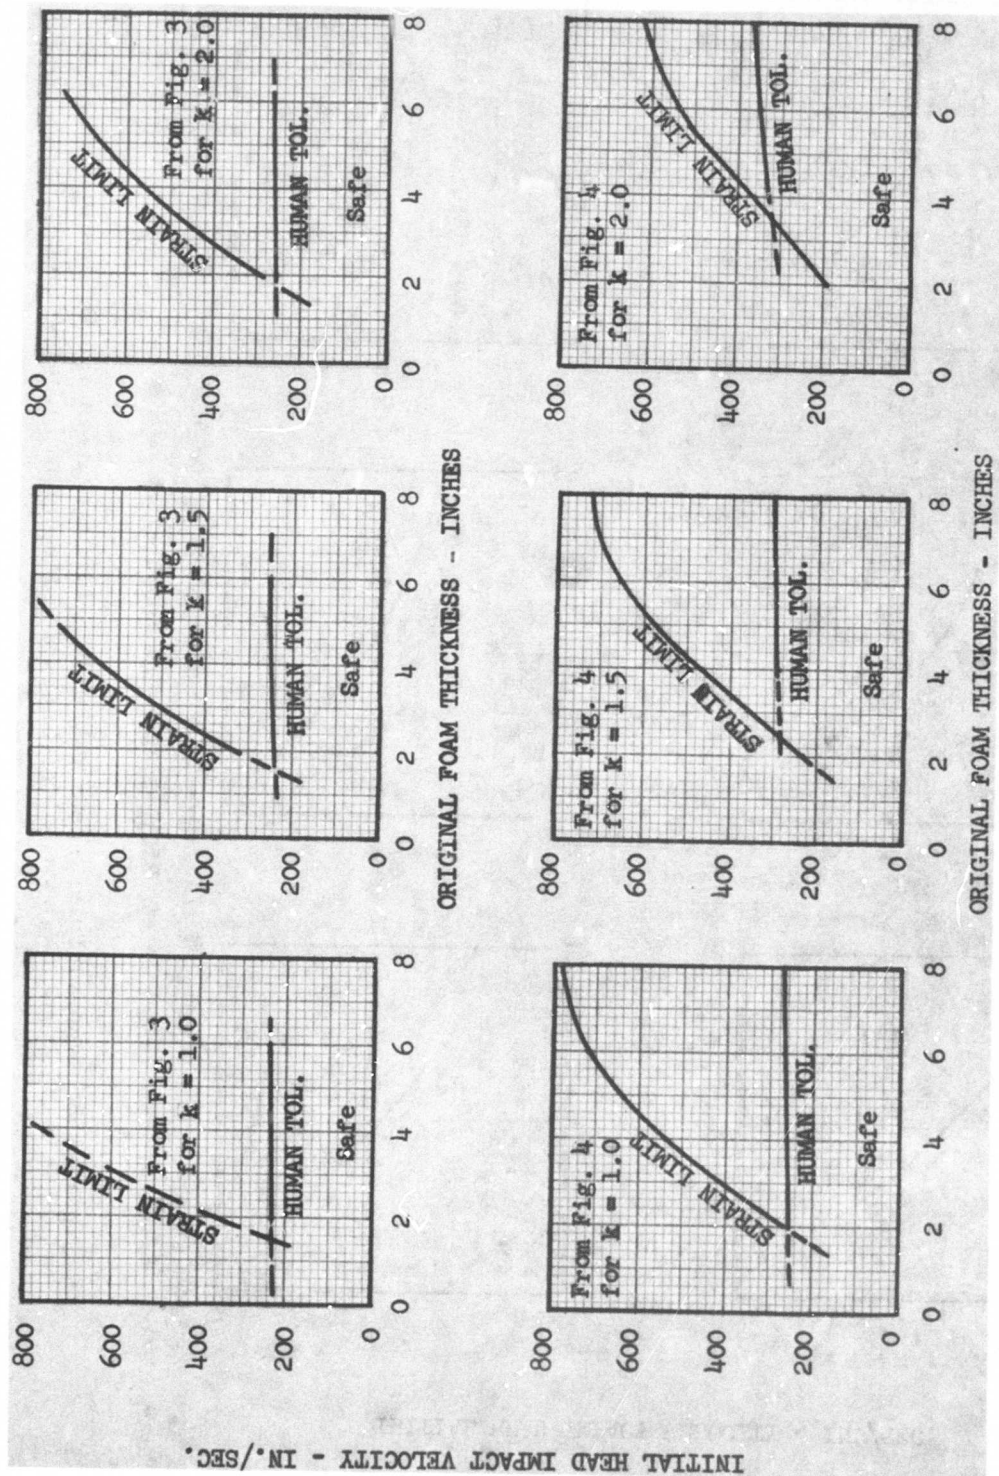 INITIAL HEAD IMPACT VELOCITY - IN./SEC.
800
600
400
200
0
From Fig. 3
for k = 1.0
STRAIN LIMIT
HUMAN TOL.
Safe
0 2 4 6 8
800
600
400
200
0
From Fig. 3
for k = 1.5
STRAIN LIMIT
HUMAN TOL.
Safe
0 2 4 6 8
800
600
400
200
0
From Fig. 3
for k = 2.0
STRAIN LIMIT
HUMAN TOL.
Safe
0 2 4 6 8
ORIGINAL FOAM THICKNESS - INCHES
800
600
400
200
0
From Fig. 4
for k = 1.0
STRAIN LIMIT
HUMAN TOL.
Safe
0 2 4 6 8
800
600
400
200
0
From Fig. 4
for k = 1.5
STRAIN LIMIT
HUMAN TOL.
Safe
0 2 4 6 8
800
600
400
200
0
From Fig. 4
for k = 2.0
STRAIN LIMIT
HUMAN TOL.
Safe
0 2 4 6 8
ORIGINAL FOAM THICKNESS - INCHES